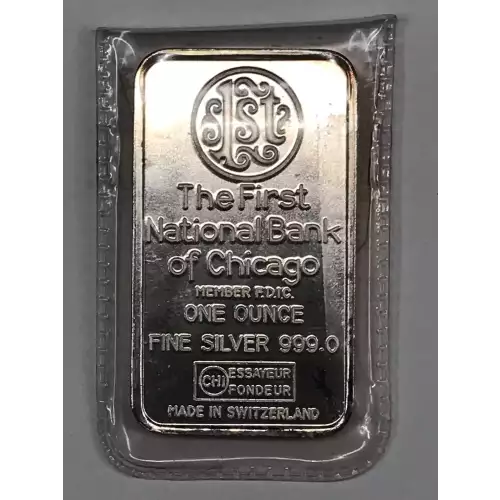 1st
The First
National Bank
of Chicago
MEMBER F.D.I.C.
ONE OUNCE
FINE SILVER 999.0
CHI ESSAYEUR
FONDEUR
MADE IN SWITZERLAND